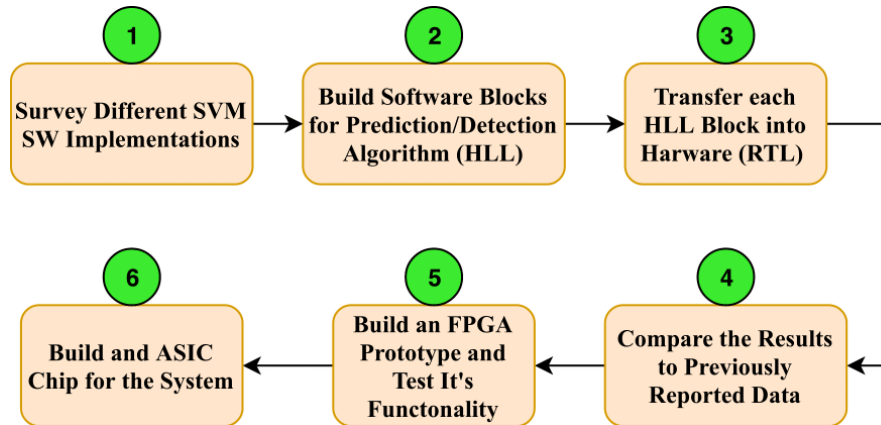 1
Survey Different SVM
SW Implementations
2
Build Software Blocks
for Prediction/Detection
Algorithm (HLL)
3
Transfer each
HLL Block into
Harware (RTL)
4
Compare the Results
to Previously
Reported Data
5
Build an FPGA
Prototype and
Test It's
Functonality
6
Build and ASIC
Chip for the System